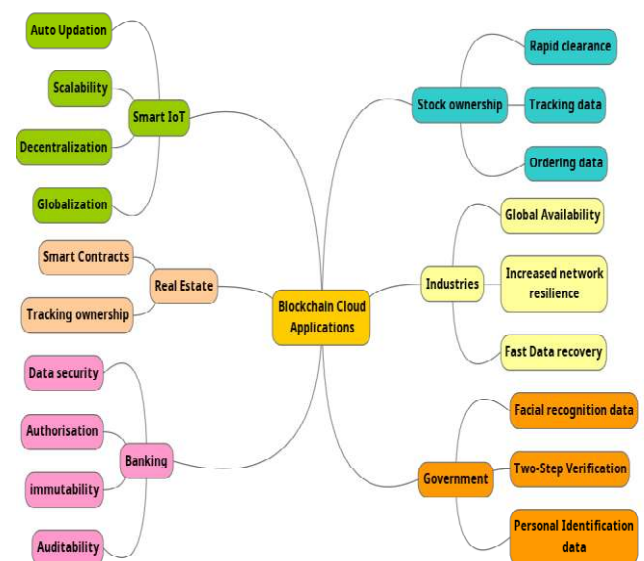 Auto Updation
Scalability
Smart IoT
Decentralization
Globalization
Smart Contracts
Real Estate
Tracking ownership
Data security
Authorisation
Banking
immutability
Auditability
Blockchain Cloud
Applications
Rapid clearance
Stock ownership
Tracking data
Ordering data
Global Availability
Industries
Increased network
resilience
Fast Data recovery
Facial recognition data
Government
Two-Step Verification
Personal Identification
data